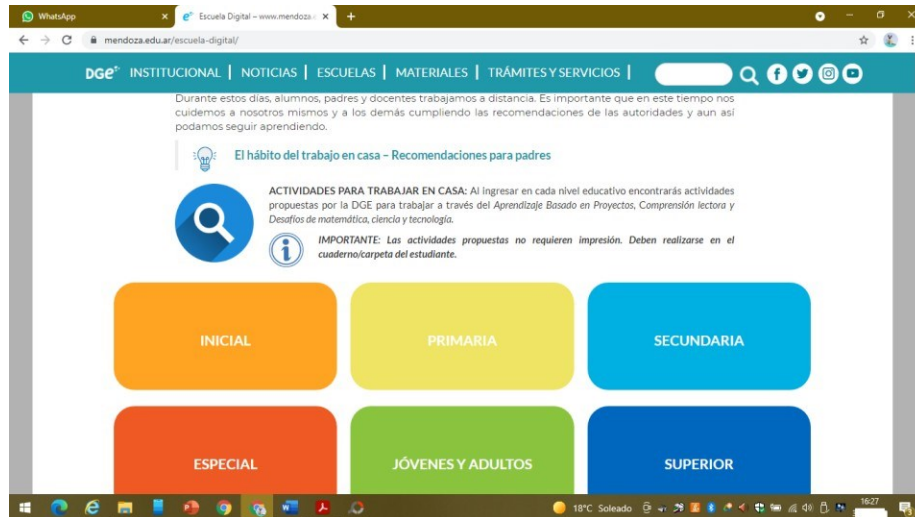 WhatsApp
Escuela Digital – www.mendoza.e
mendoza.edu.ar/escuela-digital/
DGE INSTITUCIONAL | NOTICIAS | ESCUELAS | MATERIALES | TRÁMITES Y SERVICIOS |
Durante estos días, alumnos, padres y docentes trabajamos a distancia. Es importante que en este tiempo nos
cuidemos a nosotros mismos y a los demás cumpliendo las recomendaciones de las autoridades y aun así
podamos seguir aprendiendo.
El hábito del trabajo en casa – Recomendaciones para padres
ACTIVIDADES PARA TRABAJAR EN CASA: Al ingresar en cada nivel educativo encontrarás actividades
propuestas por la DGE para trabajar a través del Aprendizaje Basado en Proyectos, Comprensión lectora y
Desafíos de matemática, ciencia y tecnología.
IMPORTANTE: Las actividades propuestas no requieren impresión. Deben realizarse en el
cuaderno/carpeta del estudiante.
INICIAL
PRIMARIA
SECUNDARIA
ESPECIAL
JÓVENES Y ADULTOS
SUPERIOR
18°C Soleado
16:27